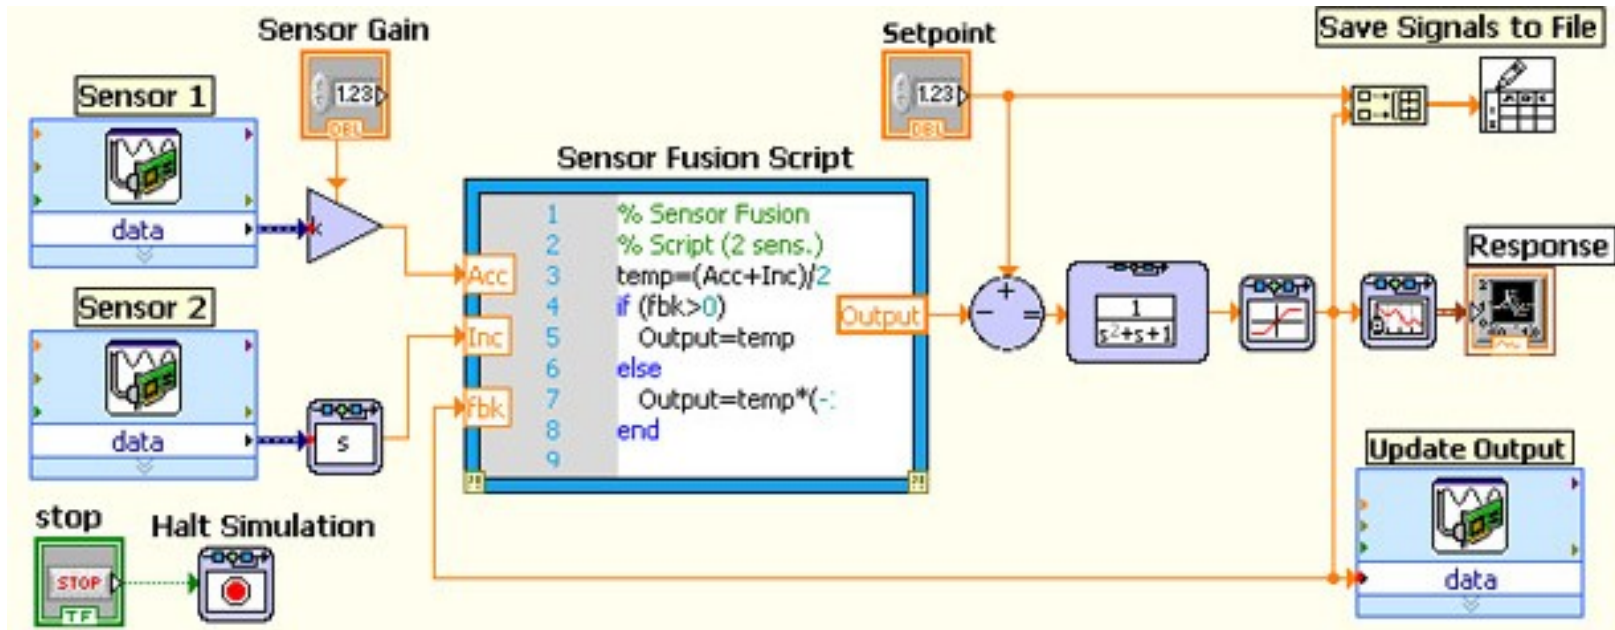 Sensor Gain
1.23
DBL
Setpoint
1.23
DBL
Save Signals to File
Sensor 1
data
Sensor Fusion Script
1 % Sensor Fusion
2 % Script (2 sens.)
3 temp=(Acc+Inc)/2
4 if (fbk>0)
5 Output=temp
6 else
7 Output=temp*(-
8 end
9
Acc
Inc
fbk
Output
+
-
=
1
s²+s+1
Response
Sensor 2
data
s
Update Output
data
stop
STOP
TF
Halt Simulation